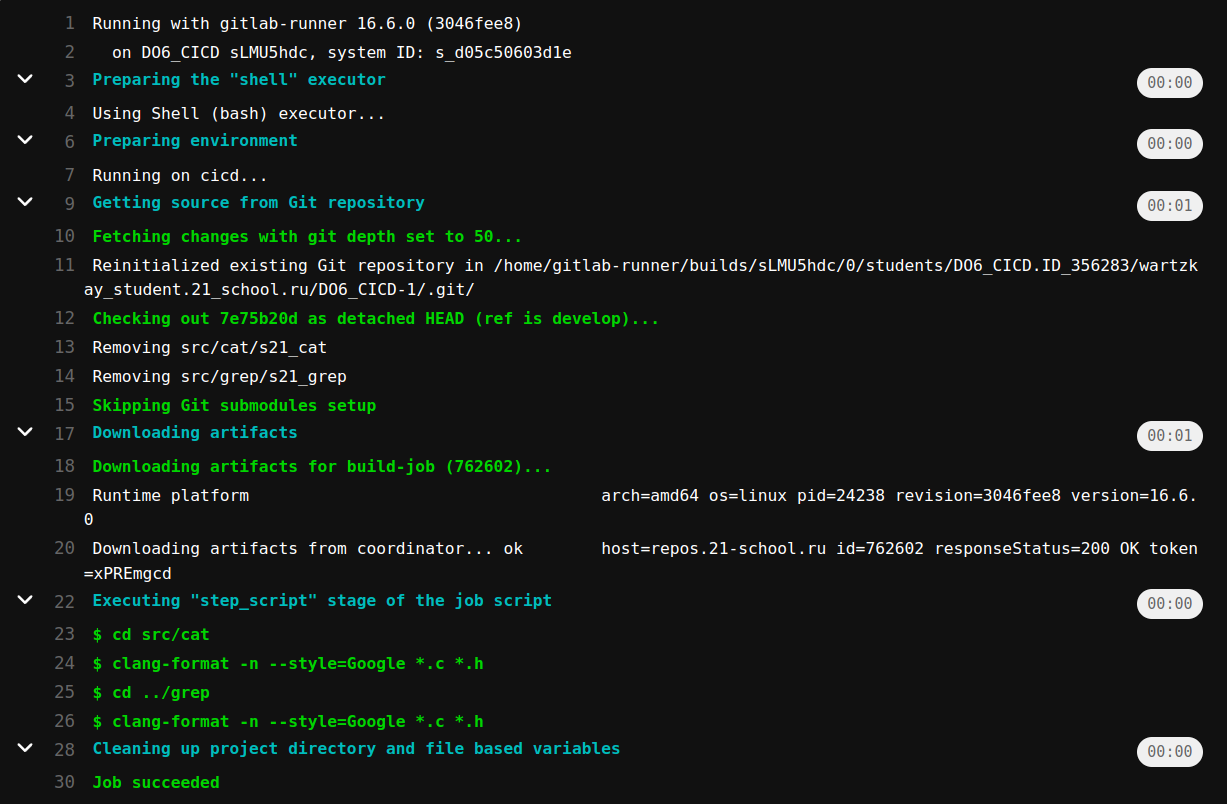 1 Running with gitlab-runner 16.6.0 (3046fee8)
2   on DO6_CICD sLMU5hdc, system ID: s_d05c50603d1e
3 Preparing the "shell" executor 00:00
4 Using Shell (bash) executor...
6 Preparing environment 00:00
7 Running on cicd...
9 Getting source from Git repository 00:01
10 Fetching changes with git depth set to 50...
11 Reinitialized existing Git repository in /home/gitlab-runner/builds/sLMU5hdc/0/students/DO6_CICD.ID_356283/wartzk
ay_student.21_school.ru/DO6_CICD-1/.git/
12 Checking out 7e75b20d as detached HEAD (ref is develop)...
13 Removing src/cat/s21_cat
14 Removing src/grep/s21_grep
15 Skipping Git submodules setup
17 Downloading artifacts 00:01
18 Downloading artifacts for build-job (762602)...
19 Runtime platform                                    arch=amd64 os=linux pid=24238 revision=3046fee8 version=16.6.
0
20 Downloading artifacts from coordinator... ok        host=repos.21-school.ru id=762602 responseStatus=200 OK token
=xPREmgcd
22 Executing "step_script" stage of the job script 00:00
23 $ cd src/cat
24 $ clang-format -n --style=Google *.c *.h
25 $ cd ../grep
26 $ clang-format -n --style=Google *.c *.h
28 Cleaning up project directory and file based variables 00:00
30 Job succeeded